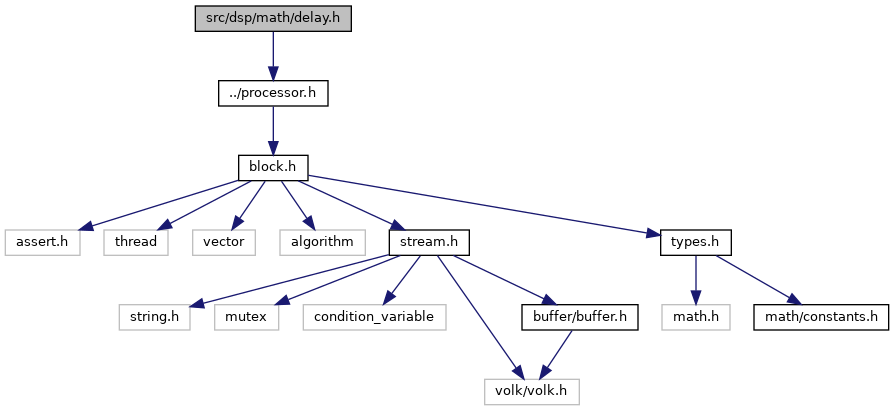 src/dsp/math/delay.h
../processor.h
block.h
assert.h
thread
vector
algorithm
stream.h
types.h
string.h
mutex
condition_variable
buffer/buffer.h
math.h
math/constants.h
volk/volk.h